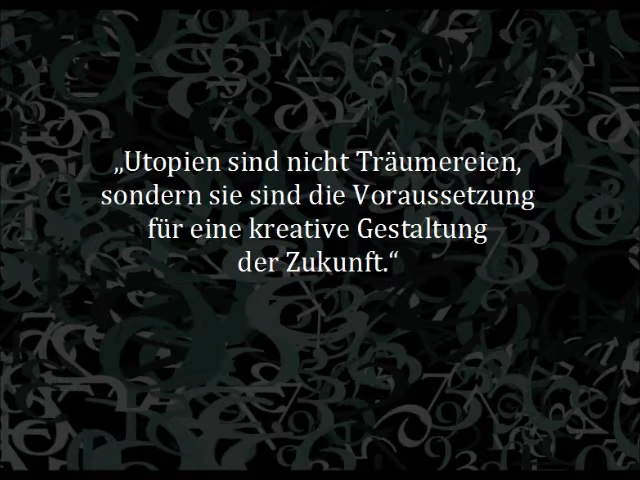 „Utopien sind nicht Träumereien,
sondern sie sind die Voraussetzung
für eine kreative Gestaltung
der Zukunft.“